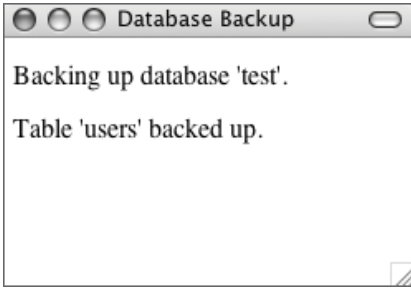 Database Backup
Backing up database 'test'.
Table 'users' backed up.